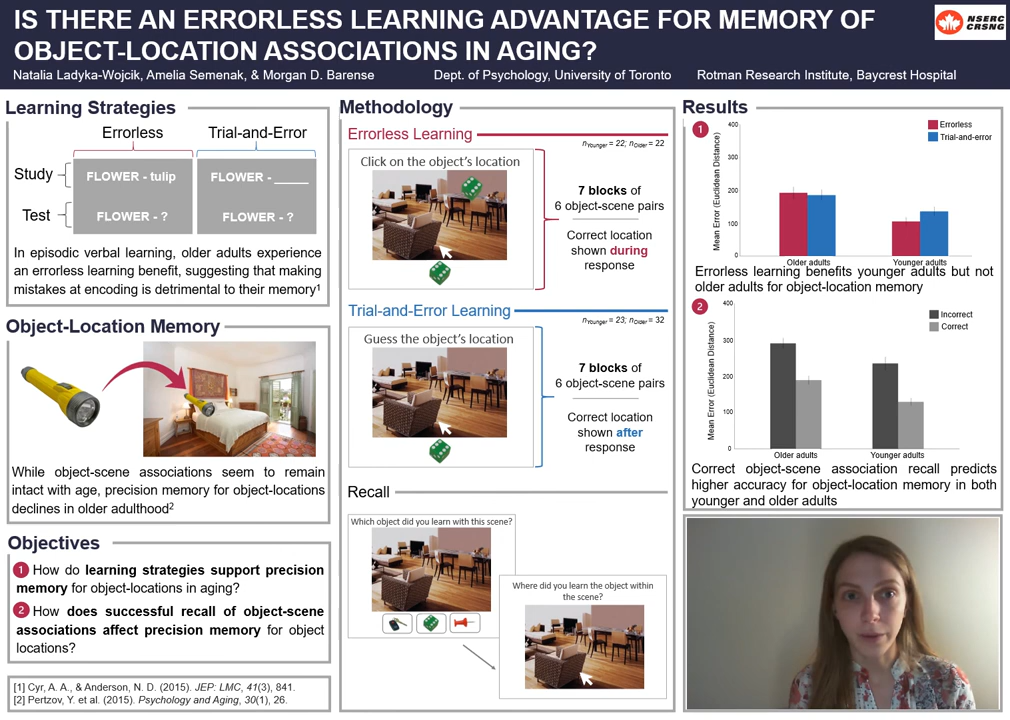 IS THERE AN ERRORLESS LEARNING ADVANTAGE FOR MEMORY OF
OBJECT-LOCATION ASSOCIATIONS IN AGING?
NSERC
CRSNG
Natalia Ladyka-Wojcik, Amelia Semenak, & Morgan D. Barense
Dept. of Psychology, University of Toronto
Rotman Research Institute, Baycrest Hospital
Learning Strategies
Errorless
Trial-and-Error
Study
FLOWER - tulip
FLOWER - _____
Test
FLOWER - ?
FLOWER - ?
In episodic verbal learning, older adults experience
an errorless learning benefit, suggesting that making
mistakes at encoding is detrimental to their memory¹
Object-Location Memory
While object-scene associations seem to remain
intact with age, precision memory for object-locations
declines in older adulthood²
Objectives
1 How do learning strategies support precision
memory for object-locations in aging?
2 How does successful recall of object-scene
associations affect precision memory for object
locations?
[1] Cyr, A. A., & Anderson, N. D. (2015). JEP: LMC, 41(3), 841.
[2] Pertzov, Y. et al. (2015). Psychology and Aging, 30(1), 26.
Methodology
Errorless Learning
nYounger = 22; nOlder = 22
Click on the object's location
7 blocks of
6 object-scene pairs
Correct location
shown during
response
Trial-and-Error Learning
nYounger = 23; nOlder = 32
Guess the object's location
7 blocks of
6 object-scene pairs
Correct location
shown after
response
Recall
Which object did you learn with this scene?
Where did you learn the object within
the scene?
Results
1
Errorless
Trial-and-error
Mean Error (Euclidean Distance)
400
300
200
100
0
Older adults
Younger adults
Errorless learning benefits younger adults but not
older adults for object-location memory
2
Incorrect
Correct
Mean Error (Euclidean Distance)
400
300
200
100
0
Older adults
Younger adults
Correct object-scene association recall predicts
higher accuracy for object-location memory in both
younger and older adults